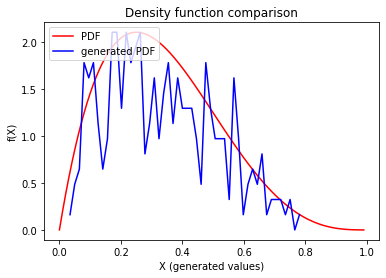 Density function comparison
PDF
generated PDF
f(X)
2.0
1.5
1.0
0.5
0.0
0.0 0.2 0.4 0.6 0.8 1.0
X (generated values)